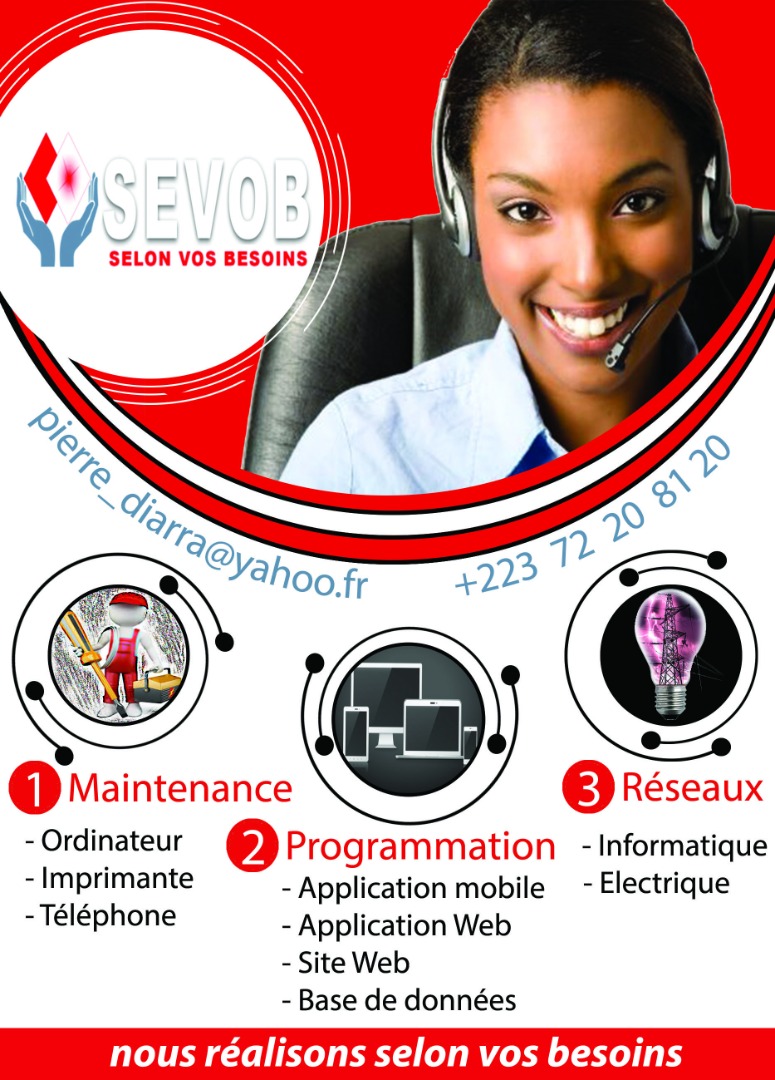 SEVOB
SELON VOS BESOINS
pierre_diarra@yahoo.fr
+223 72 20 81 20
1 Maintenance
- Ordinateur
- Imprimante
- Téléphone
2 Programmation
- Application mobile
- Application Web
- Site Web
- Base de données
3 Réseaux
- Informatique
- Electrique
nous réalisons selon vos besoins